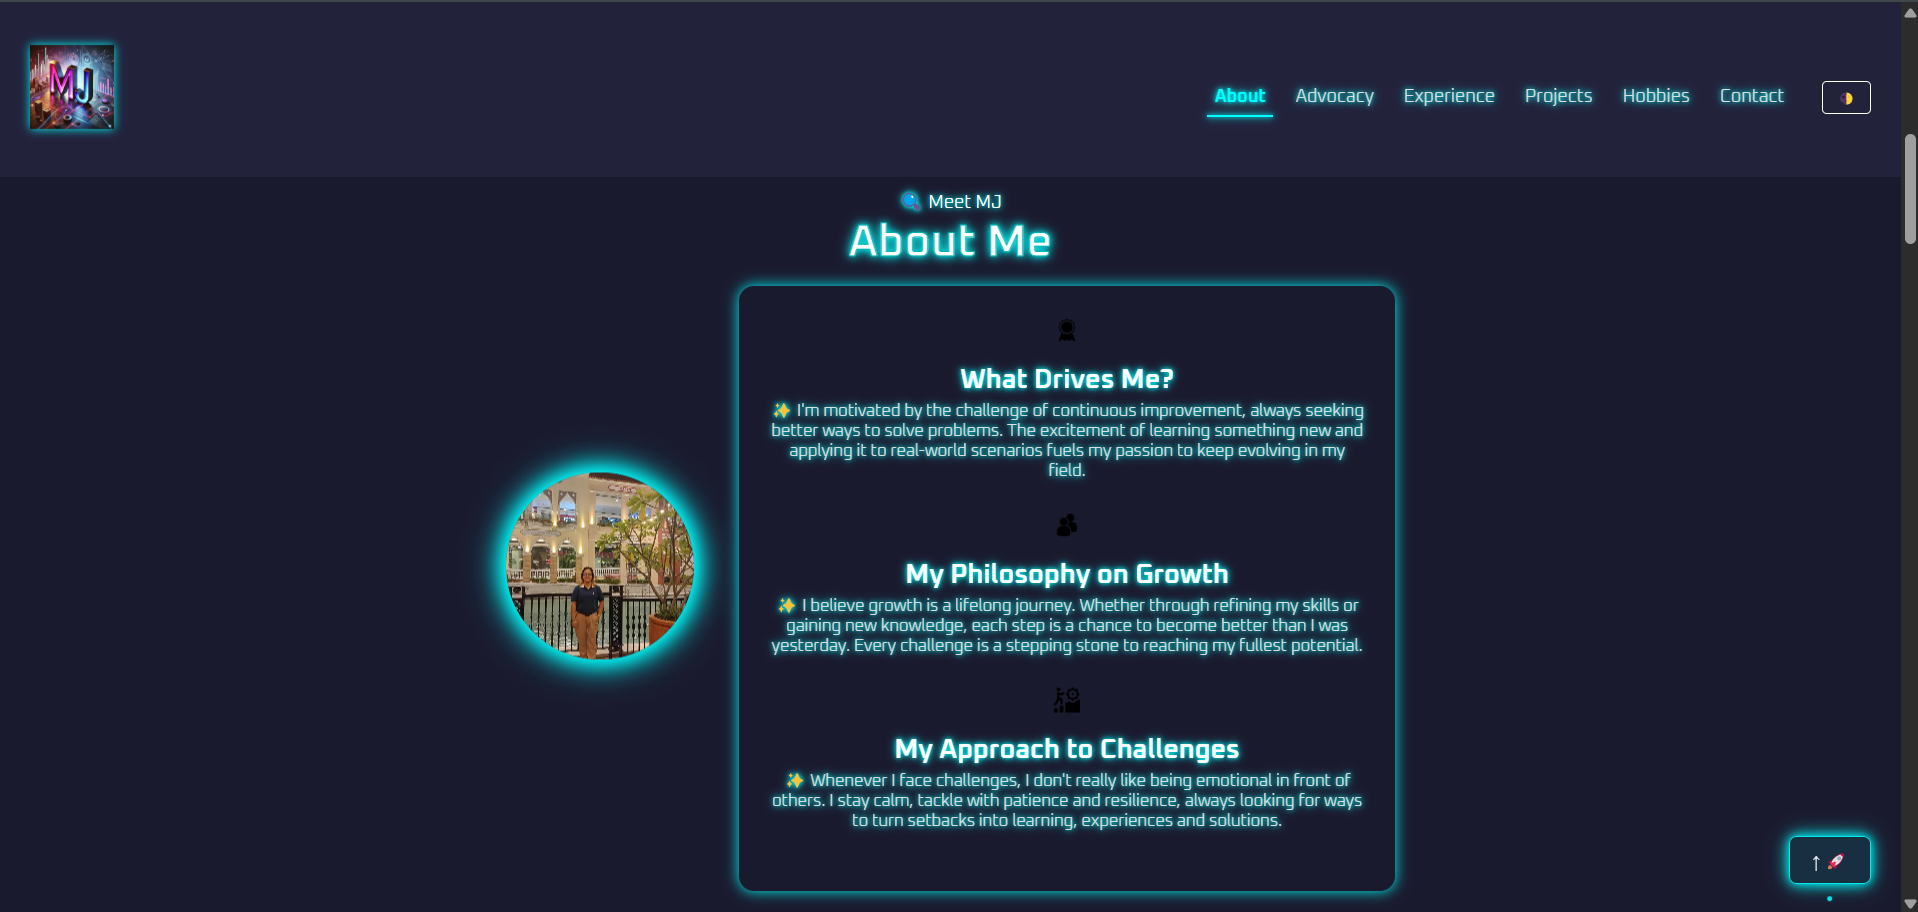 MJ
About Advocacy Experience Projects Hobbies Contact
Meet MJ
About Me
What Drives Me?
✨ I'm motivated by the challenge of continuous improvement, always seeking
better ways to solve problems. The excitement of learning something new and
applying it to real-world scenarios fuels my passion to keep evolving in my
field.
My Philosophy on Growth
✨ I believe growth is a lifelong journey. Whether through refining my skills or
gaining new knowledge, each step is a chance to become better than I was
yesterday. Every challenge is a stepping stone to reaching my fullest potential.
My Approach to Challenges
✨ Whenever I face challenges, I don't really like being emotional in front of
others. I stay calm, tackle with patience and resilience, always looking for ways
to turn setbacks into learning, experiences and solutions.
↑ 🚀